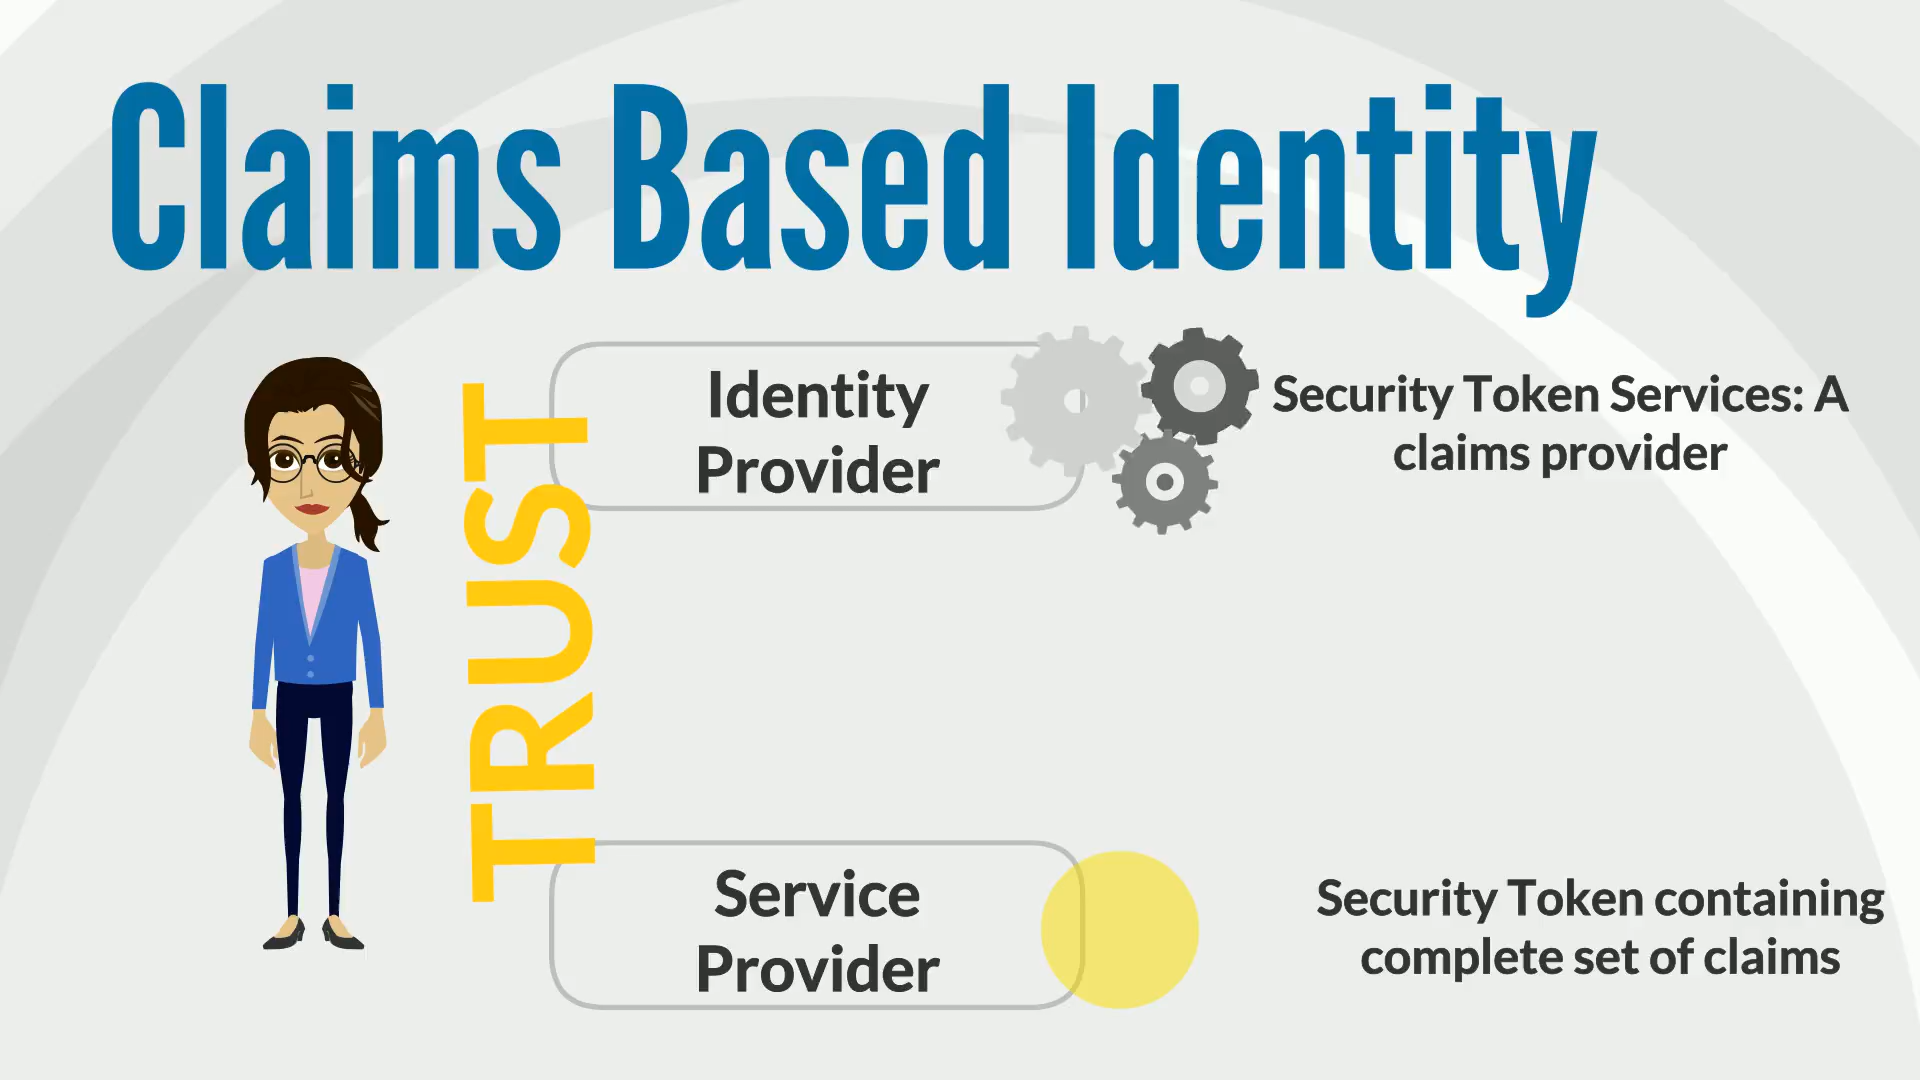 Claims Based Identity
TRUST
Identity
Provider
Security Token Services: A
claims provider
Service
Provider
Security Token containing
complete set of claims